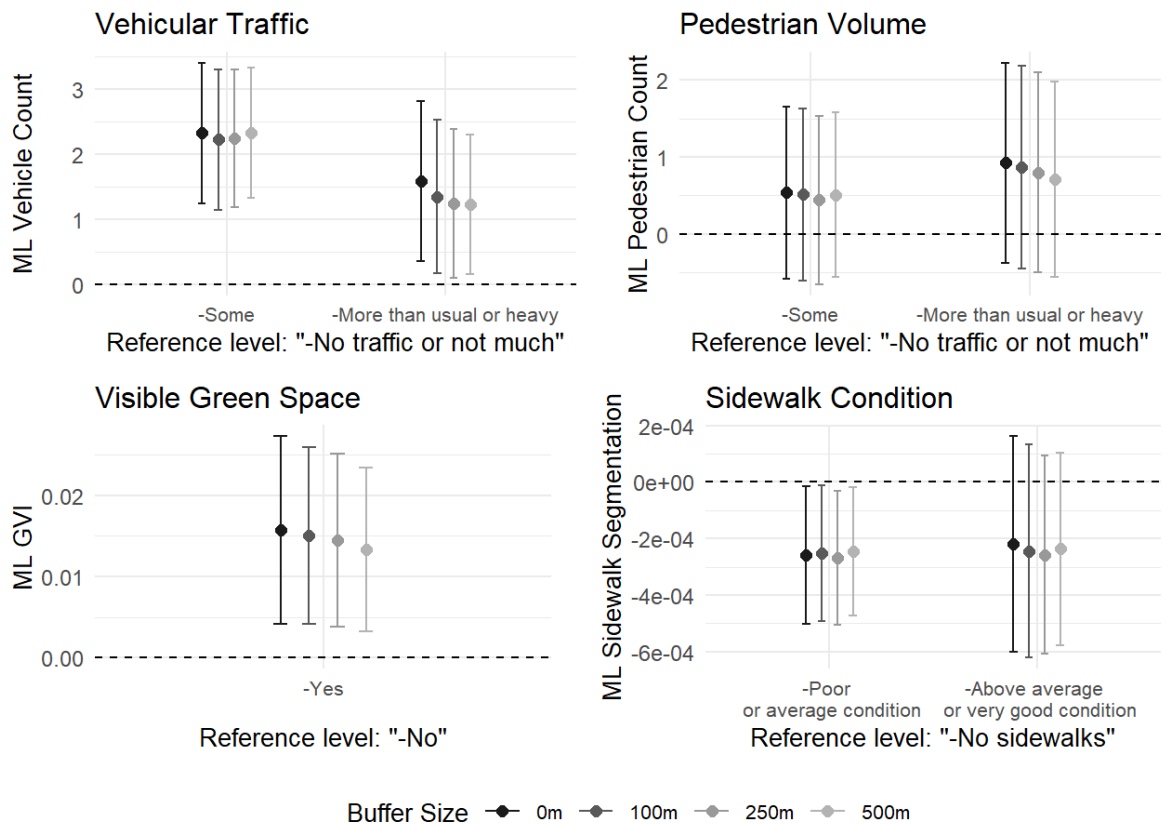 Vehicular Traffic
ML Vehicle Count
3
2
1
0
-Some
-More than usual or heavy
Reference level: "-No traffic or not much"
Pedestrian Volume
ML Pedestrian Count
2
1
0
-Some
-More than usual or heavy
Reference level: "-No traffic or not much"
Visible Green Space
ML GVI
0.02
0.01
0.00
-Yes
Reference level: "-No"
Sidewalk Condition
ML Sidewalk Segmentation
2e-04
0e+00
-2e-04
-4e-04
-6e-04
-Poor
or average condition
-Above average
or very good condition
Reference level: "-No sidewalks"
Buffer Size 0m 100m 250m 500m